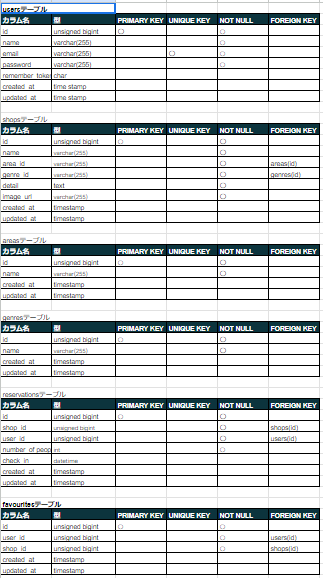 usersテーブル
カラム名 型 PRIMARY KEY UNIQUE KEY NOT NULL FOREIGN KEY
id unsigned bigint ○ ○
name varchar(255) ○
email varchar(255) ○ ○
password varchar(255) ○
remember_token char
created_at time stamp
updated_at time stamp
shopsテーブル
カラム名 型 PRIMARY KEY UNIQUE KEY NOT NULL FOREIGN KEY
id unsigned bigint ○ ○
name varchar(255) ○
area_id varchar(255) ○ areas(id)
genre_id varchar(255) ○ genres(id)
detail text ○
image_url varchar(255) ○
created_at timestamp
updated_at timestamp
areasテーブル
カラム名 型 PRIMARY KEY UNIQUE KEY NOT NULL FOREIGN KEY
id unsigned bigint ○ ○
name varchar(255) ○
created_at timestamp
updated_at timestamp
genresテーブル
カラム名 型 PRIMARY KEY UNIQUE KEY NOT NULL FOREIGN KEY
id unsigned bigint ○ ○
name varchar(255) ○
created_at timestamp
updated_at timestamp
reservationsテーブル
カラム名 型 PRIMARY KEY UNIQUE KEY NOT NULL FOREIGN KEY
id unsigned bigint ○ ○
shop_id unsigned bigint ○ shops(id)
user_id unsigned bigint ○ users(id)
number_of_peop int
check_in datetime
created_at timestamp
updated_at timestamp
favouritesテーブル
カラム名 型 PRIMARY KEY UNIQUE KEY NOT NULL FOREIGN KEY
id unsigned bigint ○ ○
user_id unsigned bigint ○ users(id)
shop_id unsigned bigint ○ shops(id)
created_at timestamp
updated_at timestamp